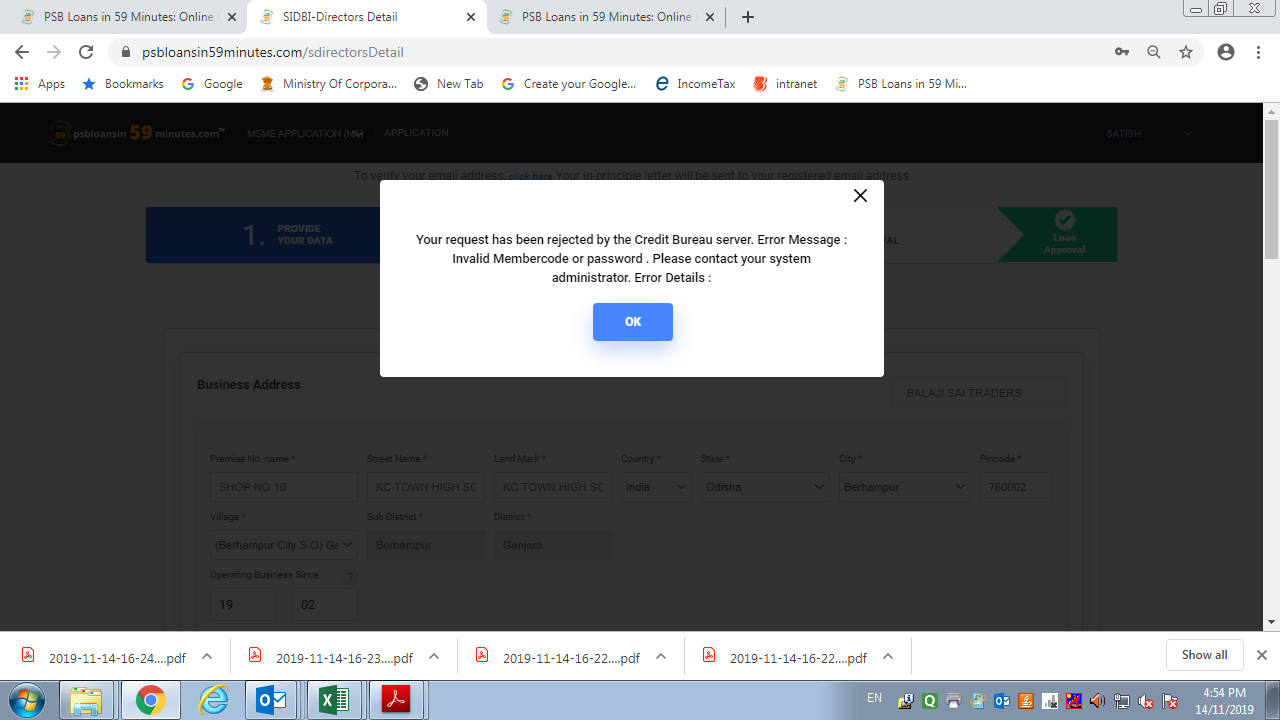 PSB Loans in 59 Minutes: Online
SIDBI-Directors Detail
PSB Loans in 59 Minutes: Online
psbloansin59minutes.com/sdirectorsDetail
Apps
Bookmarks
Google
Ministry Of Corpora...
New Tab
Create your Google...
IncomeTax
intranet
PSB Loans in 59 Mi...
psbloansin 59 minutes.com™
MSME APPLICATION (NA)
APPLICATION
SATISH
To verify your email address, click here Your in-principle letter will be sent to your registered email address
1. PROVIDE
YOUR DATA
Loan
Approval
Your request has been rejected by the Credit Bureau server. Error Message :
Invalid Membercode or password . Please contact your system
administrator. Error Details :
OK
Business Address
BALAJI SAI TRADERS
Premise No. name * Street Name * Land Mark * Country * State * City * Pincode *
SHOP NO 10 KC TOWN HIGH SC KC TOWN HIGH SC India Odisha Berhampur 760002
Village * Sub District * District *
(Berhampur City S.O) Ga Berhampur Ganjam
Operating Business Since ?
19 02
2019-11-14-16-24....pdf
2019-11-14-16-23....pdf
2019-11-14-16-22....pdf
2019-11-14-16-22....pdf
Show all
EN
4:54 PM
14/11/2019